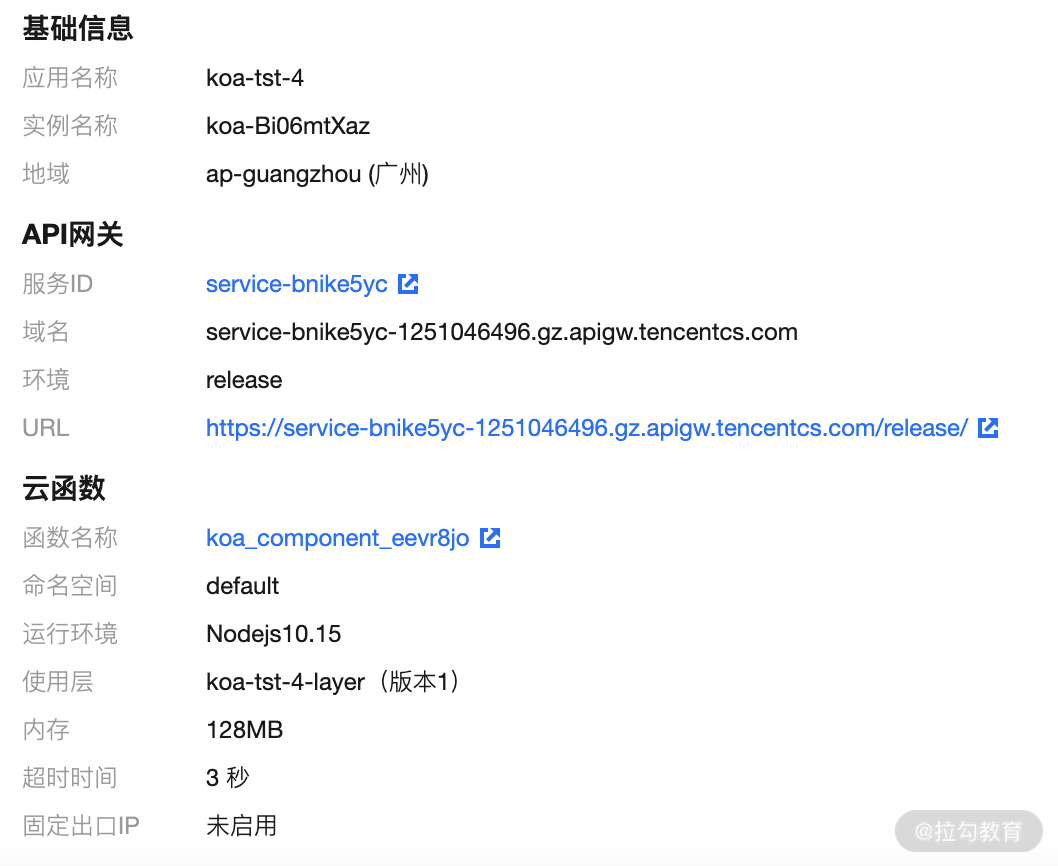 基础信息
应用名称 koa-tst-4
实例名称 koa-Bi06mtXaz
地域 ap-guangzhou (广州)
API网关
服务ID service-bnike5yc
域名 service-bnike5yc-1251046496.gz.apigw.tencentcs.com
环境 release
URL https://service-bnike5yc-1251046496.gz.apigw.tencentcs.com/release/
云函数
函数名称 koa_component_eevr8jo
命名空间 default
运行环境 Nodejs10.15
使用层 koa-tst-4-layer（版本1）
内存 128MB
超时时间 3 秒
固定出口IP 未启用
@拉勾教育